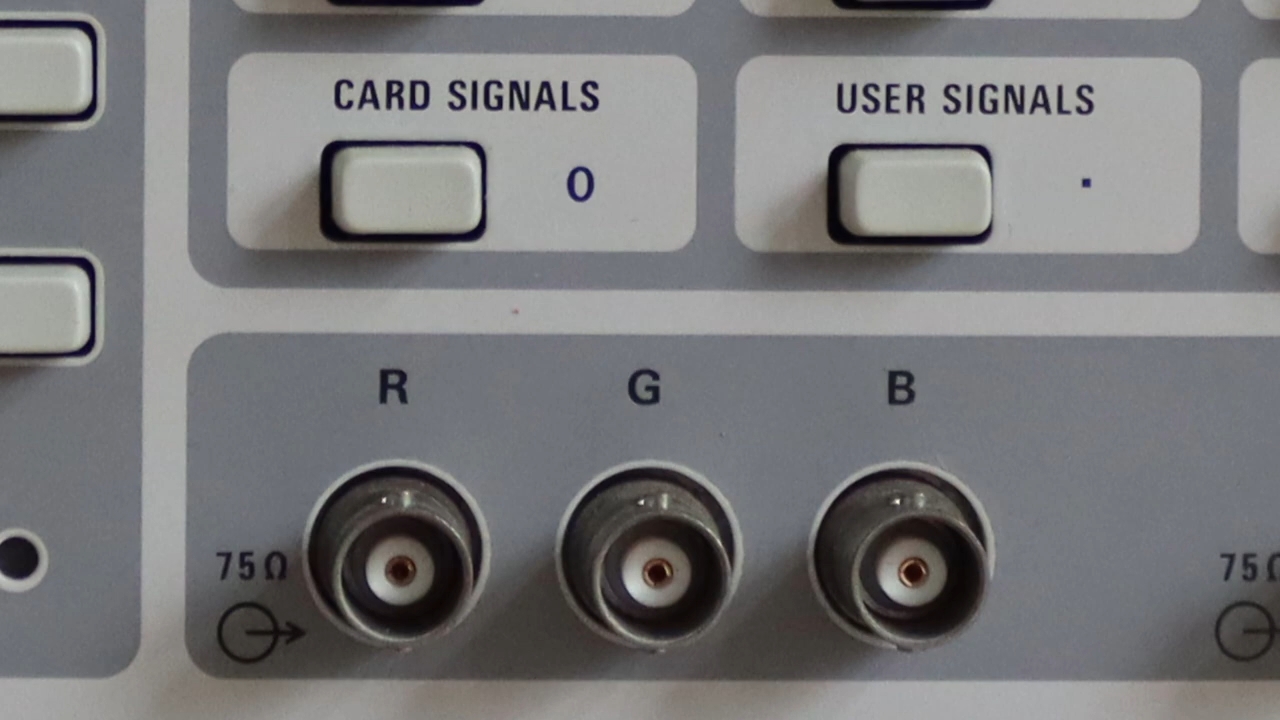 CARD SIGNALS
0
USER SIGNALS
.
R G B
75Ω
75Ω